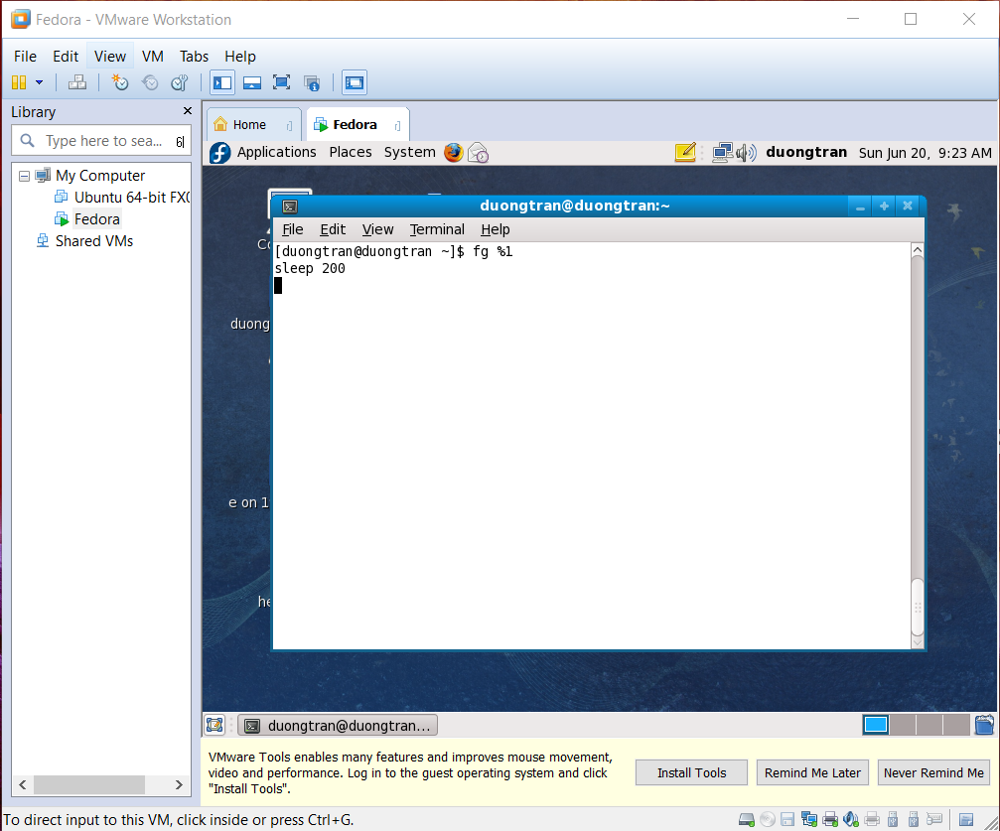 Fedora - VMware Workstation
File Edit View VM Tabs Help
Library
Type here to sea...
My Computer
Ubuntu 64-bit FX
Fedora
Shared VMs
Home
Fedora
Applications Places System
duongtran Sun Jun 20, 9:23 AM
Co
duong
e on 1
he
duongtran@duongtran:~
File Edit View Terminal Help
[duongtran@duongtran ~]$ fg %1
sleep 200
duongtran@duongtran...
VMware Tools enables many features and improves mouse movement,
video and performance. Log in to the guest operating system and click
"Install Tools".
Install Tools
Remind Me Later
Never Remind Me
To direct input to this VM, click inside or press Ctrl+G.